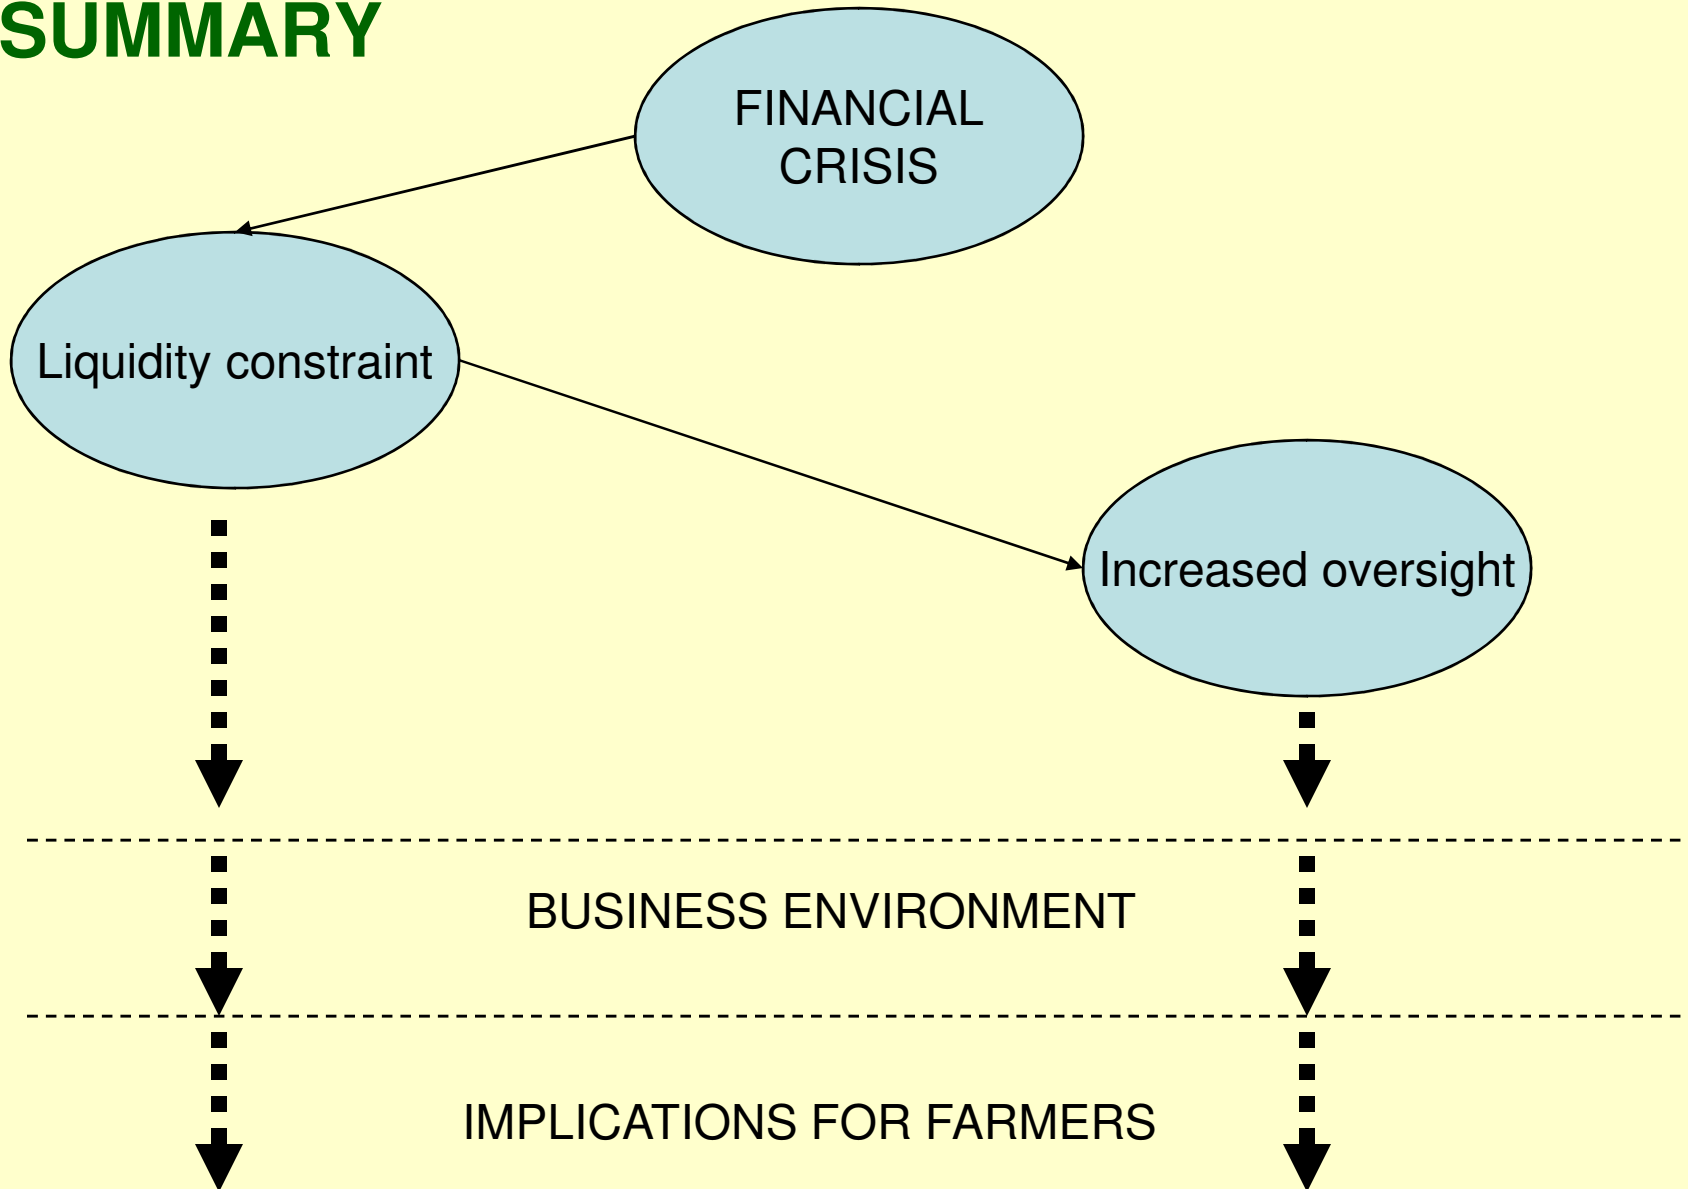 SUMMARY
FINANCIAL
CRISIS
Liquidity constraint
Increased oversight
BUSINESS ENVIRONMENT
IMPLICATIONS FOR FARMERS